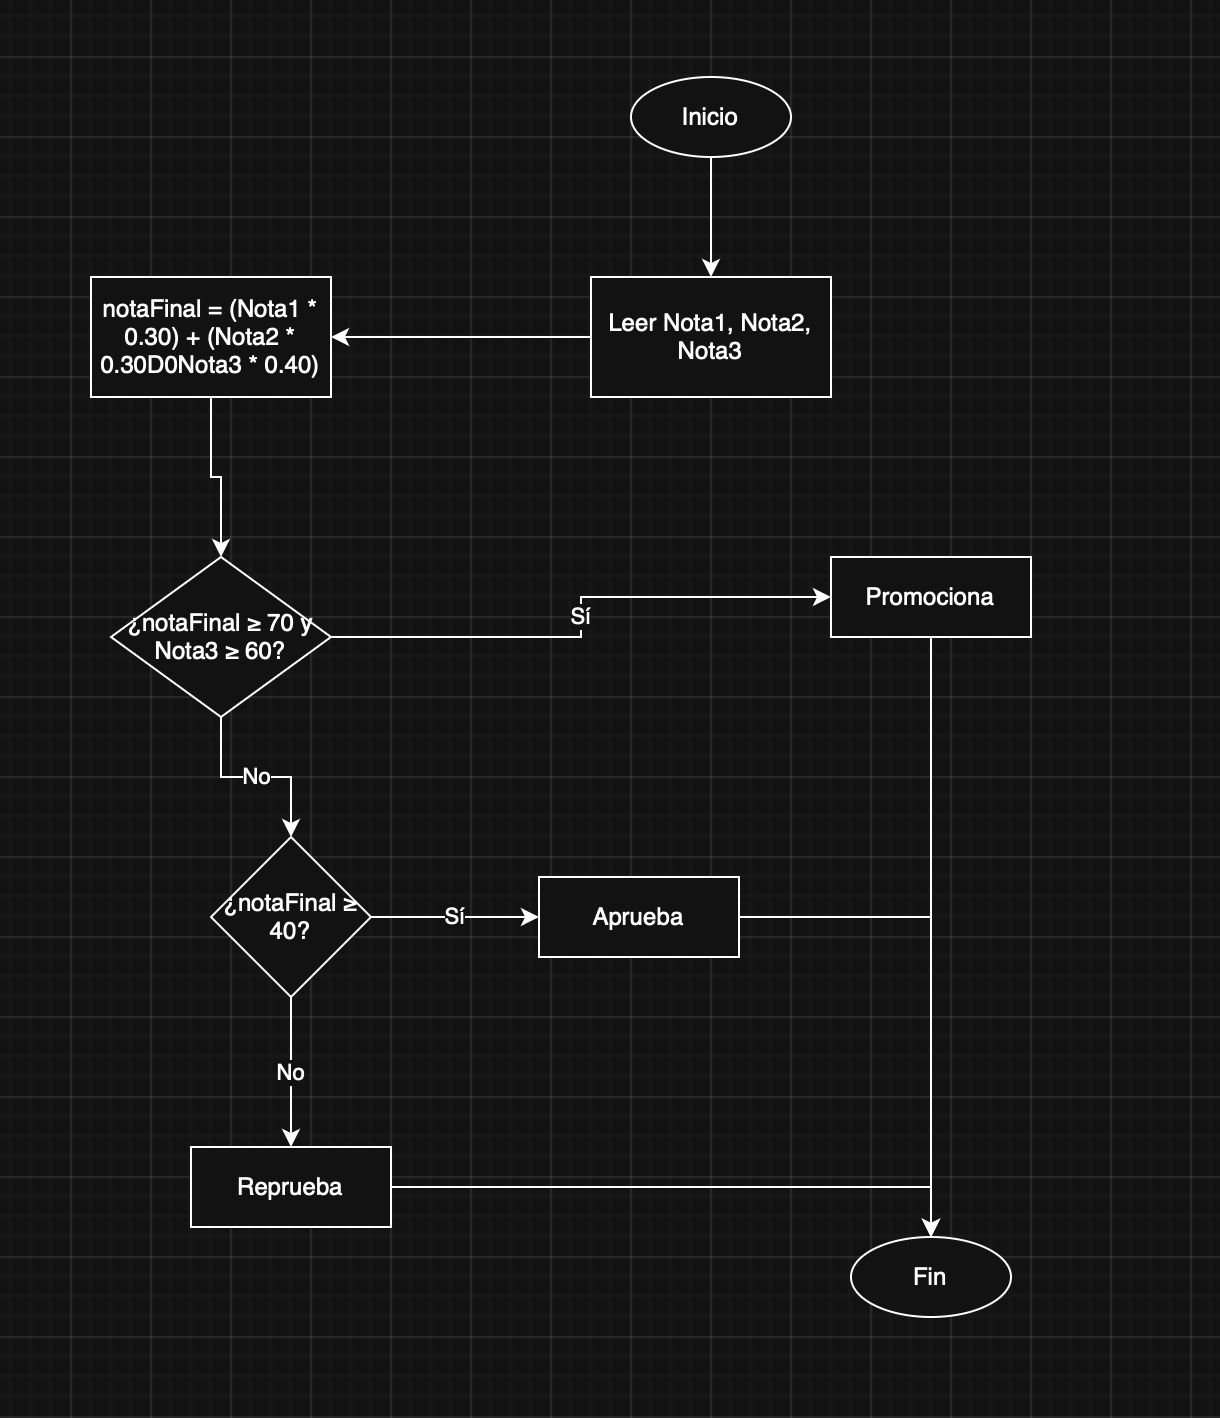 Inicio
Leer Nota1, Nota2,
Nota3
notaFinal = (Nota1 *
0.30) + (Nota2 *
0.30D0Nota3 * 0.40)
¿notaFinal ≥ 70 y
Nota3 ≥ 60?
Sí
Promociona
No
¿notaFinal ≥
40?
Sí
Aprueba
No
Reprueba
Fin